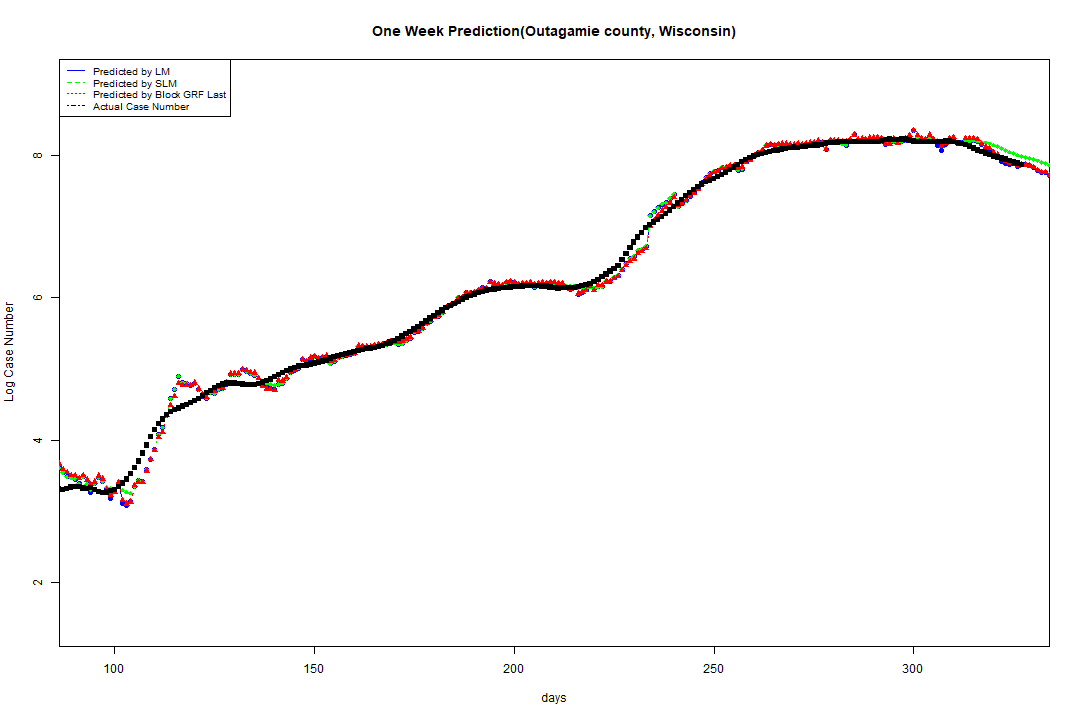 One Week Prediction(Outagamie county, Wisconsin)
Predicted by LM
Predicted by SLM
Predicted by Block GRF Last
Actual Case Number
8
6
4
2
Log Case Number
100 150 200 250 300
days